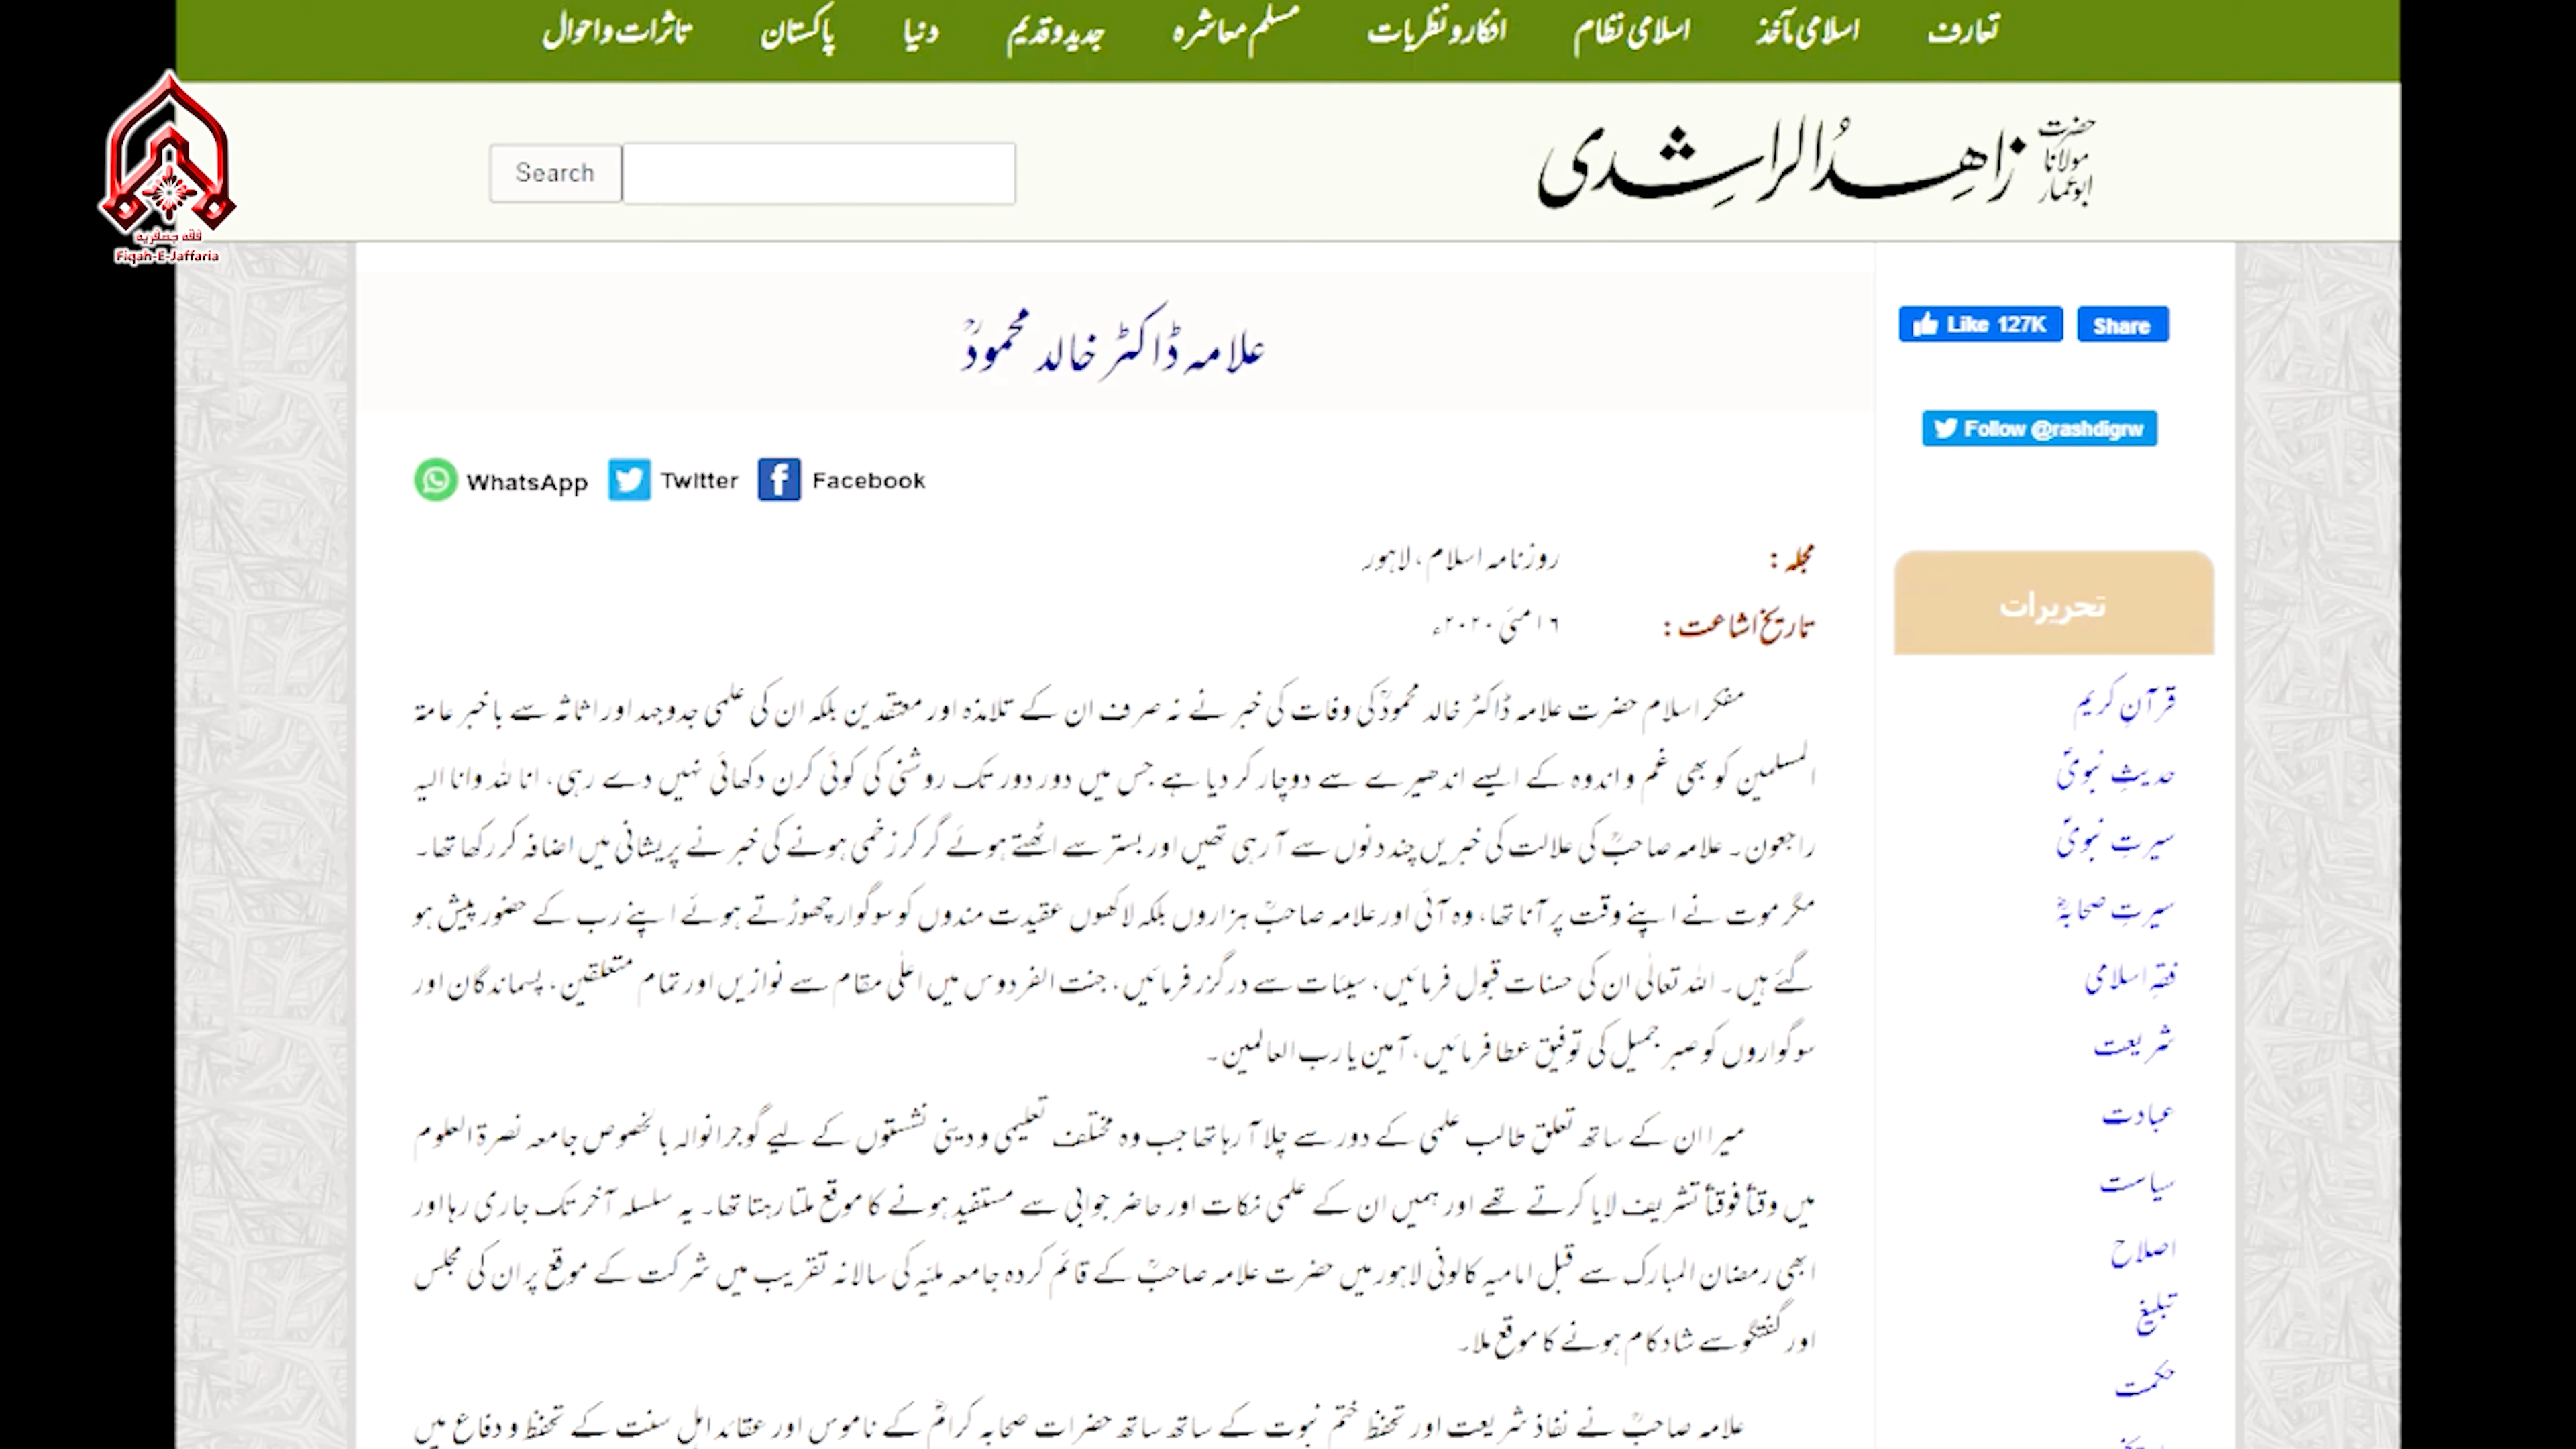 تعارف اسلامی مآخذ اسلامی نظام افکار و نظریات مسلم معاشرہ جدید و قدیم دنیا پاکستان تاثرات و احوال
حضرت مولانا ابوعمار زاھد الراشدی
Search
فقه جعفریه
Fiqah-E-Jaffaria
علامہ ڈاکٹر خالد محمودؒ
Like 127K Share
Follow @rashdigrw
WhatsApp Twitter Facebook
مجلہ: روزنامہ اسلام، لاہور
تاریخ اشاعت: ۱۶ مئی ۲۰۲۰ء
مفکر اسلام حضرت علامہ ڈاکٹر خالد محمودؒ کی وفات کی خبر نے نہ صرف ان کے تلامذہ اور معتقدین بلکہ ان کی علمی جدوجہد اور اثاثہ سے باخبر عامۃ
المسلمین کو بھی غم و اندوہ کے ایسے اندھیرے سے دوچار کر دیا ہے جس میں دور دور تک روشنی کی کوئی کرن دکھائی نہیں دے رہی، انا للہ وانا الیہ
راجعون۔ علامہ صاحبؒ کی علالت کی خبریں چند دنوں سے آرہی تھیں اور بستر سے اٹھتے ہوئے گر کر زخمی ہونے کی خبر نے پریشانی میں اضافہ کر رکھا تھا۔
مگر موت نے اپنے وقت پر آنا تھا، وہ آئی اور علامہ صاحبؒ ہزاروں بلکہ لاکھوں عقیدت مندوں کو سوگوار چھوڑتے ہوئے اپنے رب کے حضور پیش ہو
گئے ہیں۔ اللہ تعالٰی ان کی حسنات قبول فرمائیں، سیئات سے درگزر فرمائیں، جنت الفردوس میں اعلٰی مقام سے نوازیں اور تمام متعلقین، پسماندگان اور
سوگواروں کو صبر جمیل کی توفیق عطا فرمائیں، آمین یا رب العالمین۔
میرا ان کے ساتھ تعلق طالب علمی کے دور سے چلا آرہا تھا جب وہ مختلف تعلیمی و دینی نشستوں کے لیے گوجرانوالہ بالخصوص جامعہ نصرۃ العلوم
میں وقتاً فوقتاً تشریف لایا کرتے تھے اور ہمیں ان کے علمی نکات اور حاضر جوابی سے مستفید ہونے کا موقع ملتا رہتا تھا۔ یہ سلسلہ آخر تک جاری رہا اور
ابھی رمضان المبارک سے قبل امامیہ کالونی لاہور میں حضرت علامہ صاحبؒ کے قائم کردہ جامعہ ملیہ کی سالانہ تقریب میں شرکت کے موقع پر ان کی مجلس
اور گفتگو سے شادکام ہونے کا موقع ملا۔
علامہ صاحبؒ نے نفاذ شریعت اور تحفظ ختم نبوت کے ساتھ ساتھ حضرات صحابہ کرامؓ کے ناموس اور عقائد اہل سنت کے تحفظ و دفاع میں
تحریرات
قرآن کریم
حدیثِ نبویؐ
سیرتِ نبویؐ
سیرتِ صحابہؓ
فقہِ اسلامی
شریعت
عبادت
سیاست
اصلاح
تبلیغ
حکمت